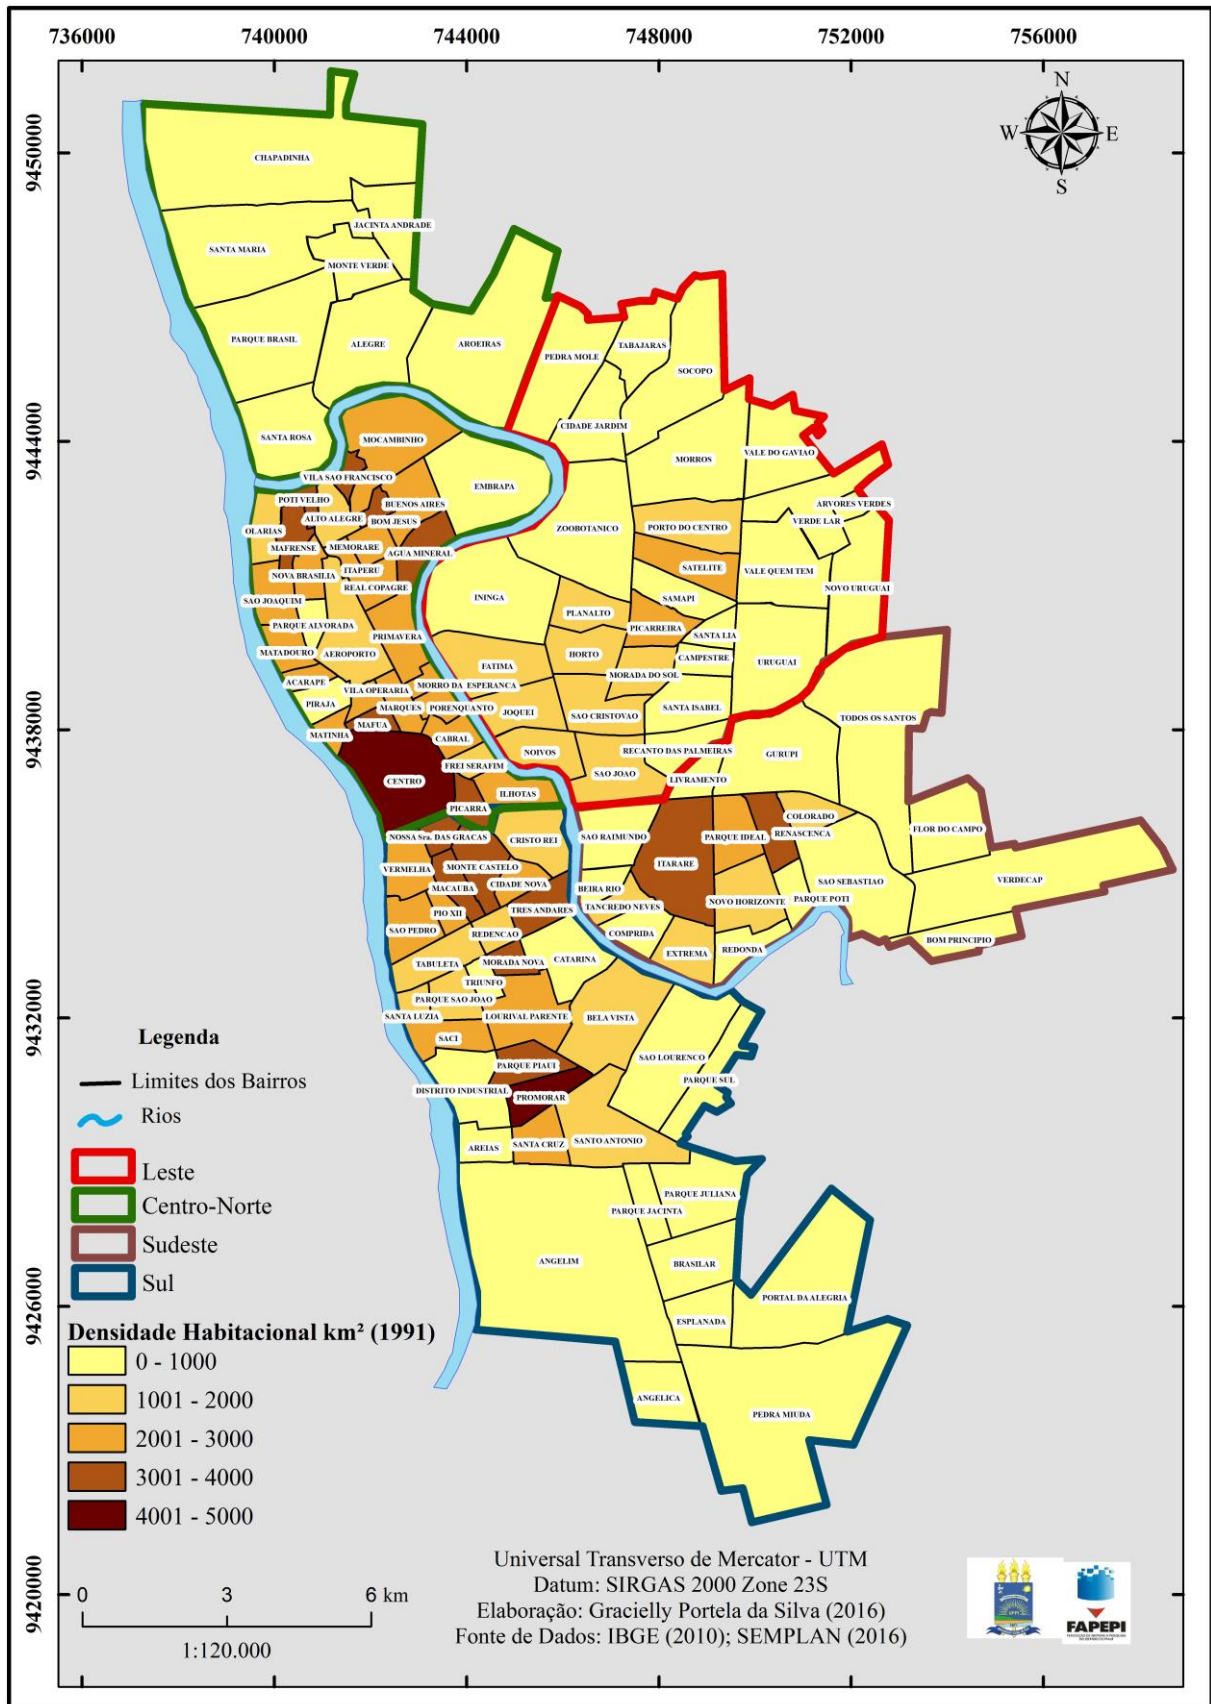 736000 740000 744000 748000 752000 756000
N
W E
S
9450000
9444000
9438000
9432000
9426000
9420000
CHAPADINHA
JACINTA ANDRADE
SANTA MARIA
MONTE VERDE
PARQUE BRASIL
ALEGRE
AROEIRAS
PEDRA MOLE
TABAJARAS
SOCOPO
SANTA ROSA
MOCAMBINHO
CIDADE JARDIM
MORROS
VALE DO GAVIAO
VILA SAO FRANCISCO
EMBRAPA
POTI VELHO
BUENOS AIRES
ARVORES VERDES
ALTO ALEGRE
BOM JESUS
VERDE LAR
OLARIAS
ZOOBOTANICO
PORTO DO CENTRO
MAFRENSE
MEMORARE
AGUA MINERAL
SATELITE
VALE QUEM TEM
NOVA BRASILIA
ITAPERU
REAL COPAGRE
NOVO URUGUAI
SAO JOAQUIM
ININGA
SAMAPI
PLANALTO
PARQUE ALVORADA
PRIMAVERA
PICARREIRA
SANTA LIA
MATADOURO
AEROPORTO
HORTO
CAMPESTRE
URUGUAI
FATIMA
MORADA DO SOL
ACARAPE
VILA OPERARIA
MORRO DA ESPERANCA
PIRAJA
MARQUES
PORENQUANTO
JOQUEI
SAO CRISTOVAO
SANTA ISABEL
TODOS OS SANTOS
MATINHA
MAFUA
CABRAL
NOIVOS
RECANTO DAS PALMEIRAS
GURUPI
FREI SERAFIM
CENTRO
SAO JOAO
LIVRAMENTO
PICARRA
ILHOTAS
COLORADO
NOSSA Sra. DAS GRACAS
CRISTO REI
SAO RAIMUNDO
PARQUE IDEAL
RENASCENCA
FLOR DO CAMPO
VERMELHA
MONTE CASTELO
ITARARE
MACAUBA
CIDADE NOVA
BEIRA RIO
SAO SEBASTIAO
VERDECAP
PIO XII
TRES ANDARES
TANCREDO NEVES
NOVO HORIZONTE
PARQUE POTI
SAO PEDRO
REDENCAO
COMPRIDA
BOM PRINCIPIO
TABULETA
MORADA NOVA
CATARINA
EXTREMA
REDONDA
TRIUNFO
PARQUE SAO JOAO
SANTA LUZIA
LOURIVAL PARENTE
BELA VISTA
SACI
SAO LOURENCO
PARQUE PIAUI
PARQUE SUL
DISTRITO INDUSTRIAL
PROMORAR
AREIAS
SANTA CRUZ
SANTO ANTONIO
PARQUE JULIANA
PARQUE JACINTA
ANGELIM
BRASILAR
PORTAL DA ALEGRIA
ESPLANADA
ANGELICA
PEDRA MIUDA
Legenda
Limites dos Bairros
Rios
Leste
Centro-Norte
Sudeste
Sul
Densidade Habitacional km² (1991)
0 - 1000
1001 - 2000
2001 - 3000
3001 - 4000
4001 - 5000
0 3 6 km
1:120.000
Universal Transverso de Mercator - UTM
Datum: SIRGAS 2000 Zone 23S
Elaboração: Gracielly Portela da Silva (2016)
Fonte de Dados: IBGE (2010); SEMPLAN (2016)
FAPEPI